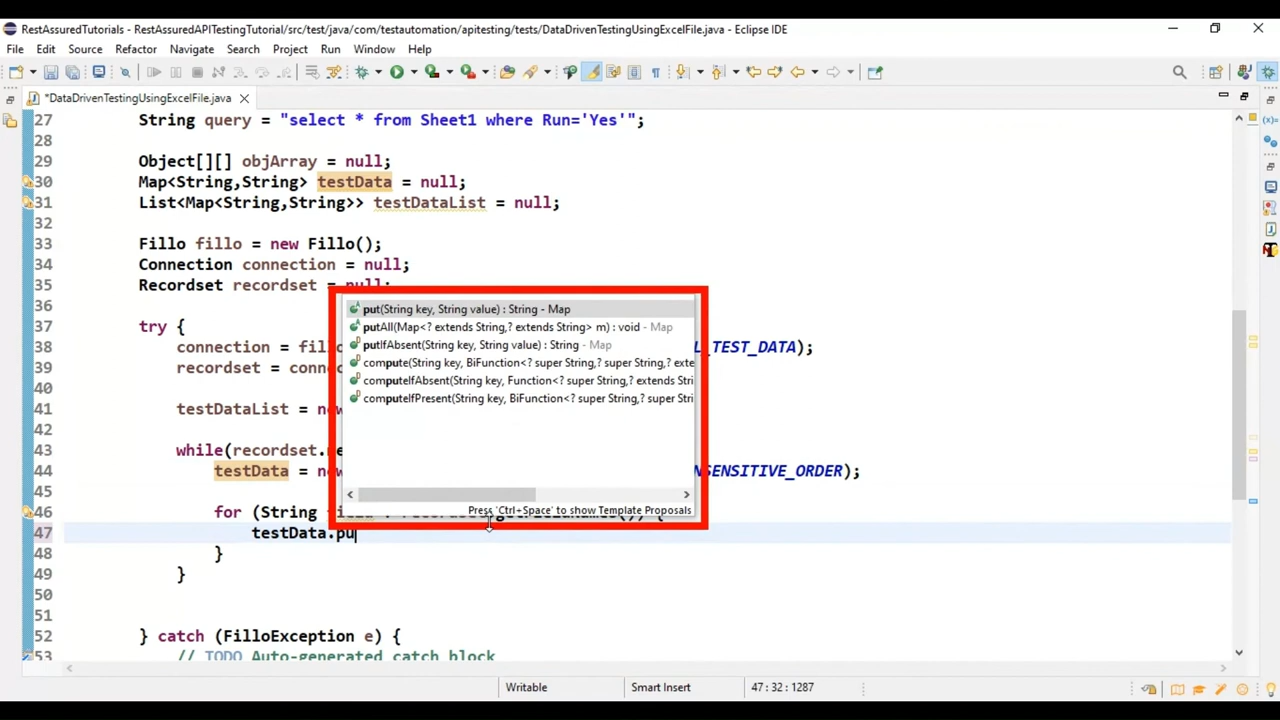 RestAssuredTutorials - RestAssuredAPITestingTutorial/src/test/java/com/testautomation/apitesting/tests/DataDrivenTestingUsingExcelFile.java - Eclipse IDE
File Edit Source Refactor Navigate Search Project Run Window Help
*DataDrivenTestingUsingExcelFile.java
27 String query = "select * from Sheet1 where Run='Yes'";
28
29 Object[][] objArray = null;
30 Map<String,String> testData = null;
31 List<Map<String,String>> testDataList = null;
32
33 Fillo fillo = new Fillo();
34 Connection connection = null;
35 Recordset recordset = null;
36
37 try {
38 connection = fill L_TEST_DATA);
39 recordset = conne
40
41 testDataList = new
42
43 while(recordset.ne
44 testData = new NSENSITIVE_ORDER);
45
46 for (String {
47 testData.pu
48 }
49 }
50
51
52 } catch (FilloException e) {
53 // TODO Auto-generated catch block
put(String key, String value) : String - Map
putAll(Map<? extends String,? extends String> m) : void - Map
putIfAbsent(String key, String value) : String - Map
compute(String key, BiFunction<? super String,? super String,? exte
computeIfAbsent(String key, Function<? super String,? extends Stri
computeIfPresent(String key, BiFunction<? super String,? super Stri
Press 'Ctrl+Space' to show Template Proposals
Writable Smart Insert 47 : 32 : 1287